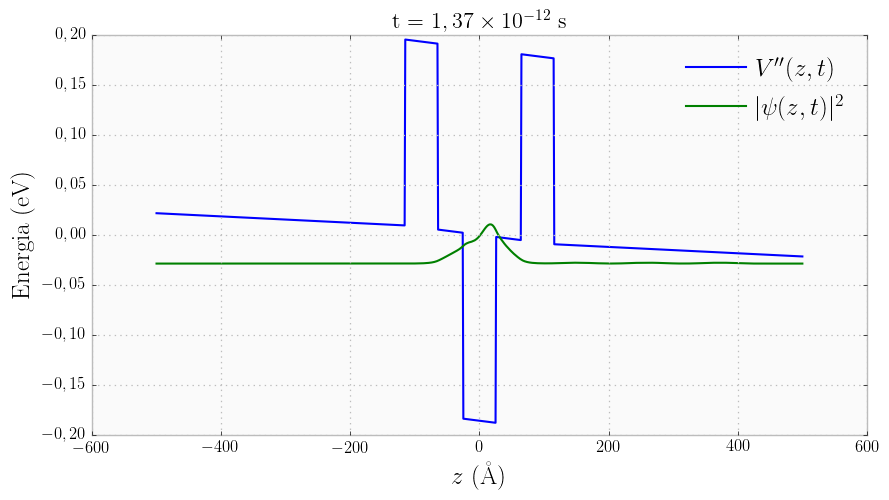 t = 1,37 × 10⁻¹² s
V′′(z, t)
|ψ(z, t)|²
Energia (eV)
0,20
0,15
0,10
0,05
0,00
−0,05
−0,10
−0,15
−0,20
−600 −400 −200 0 200 400 600
z (Å)